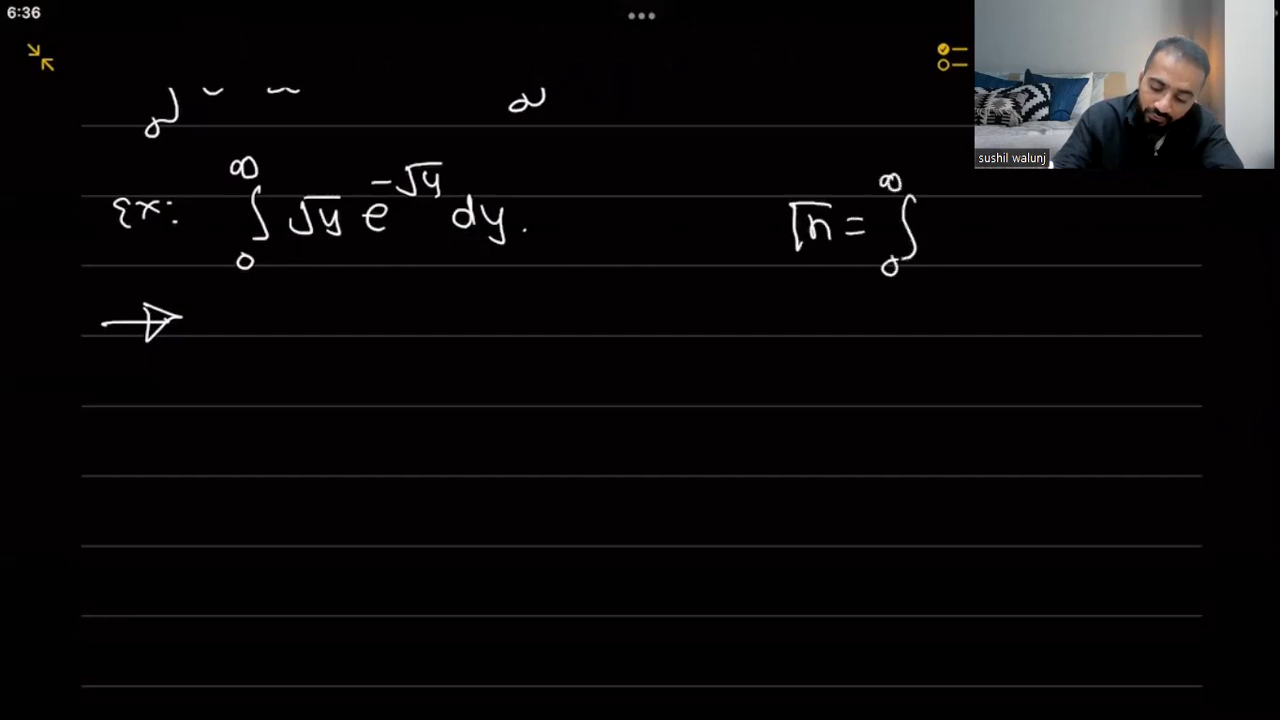 6:36
sushil walunj
Ex: ∫₀^∞ √y e^(-√y) dy.
Γn = ∫₀^∞